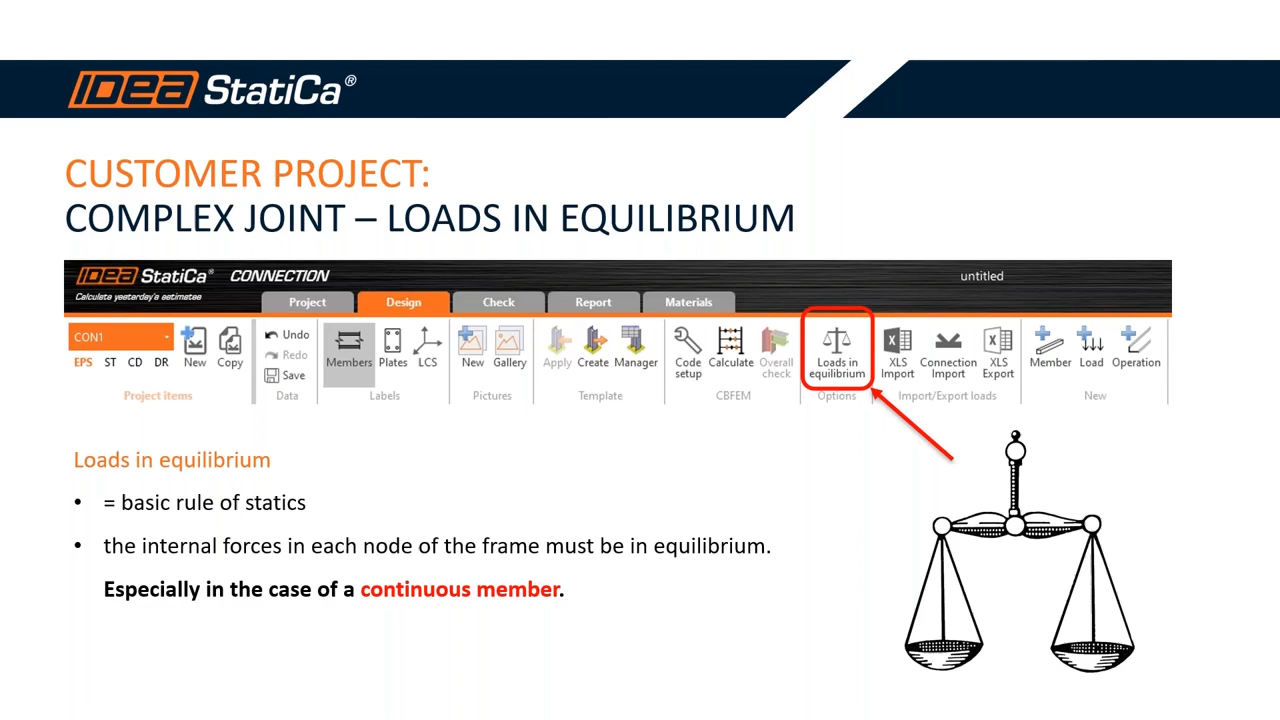 IDEA StatiCa®
CUSTOMER PROJECT:
COMPLEX JOINT – LOADS IN EQUILIBRIUM
IDEA StatiCa® CONNECTION
untitled
Calculate yesterday's estimates
Project Design Check Report Materials
CON1
EPS ST CD DR
New
Copy
Project items
Undo
Redo
Save
Data
Members
Plates
LCS
Labels
New
Gallery
Pictures
Apply
Create
Manager
Template
Code
setup
Calculate
Overall
check
CBFEM
Loads in
equilibrium
Options
XLS
Import
Connection
Import
XLS
Export
Import/Export loads
Member
Load
Operation
New
Loads in equilibrium
• = basic rule of statics
• the internal forces in each node of the frame must be in equilibrium.
Especially in the case of a continuous member.